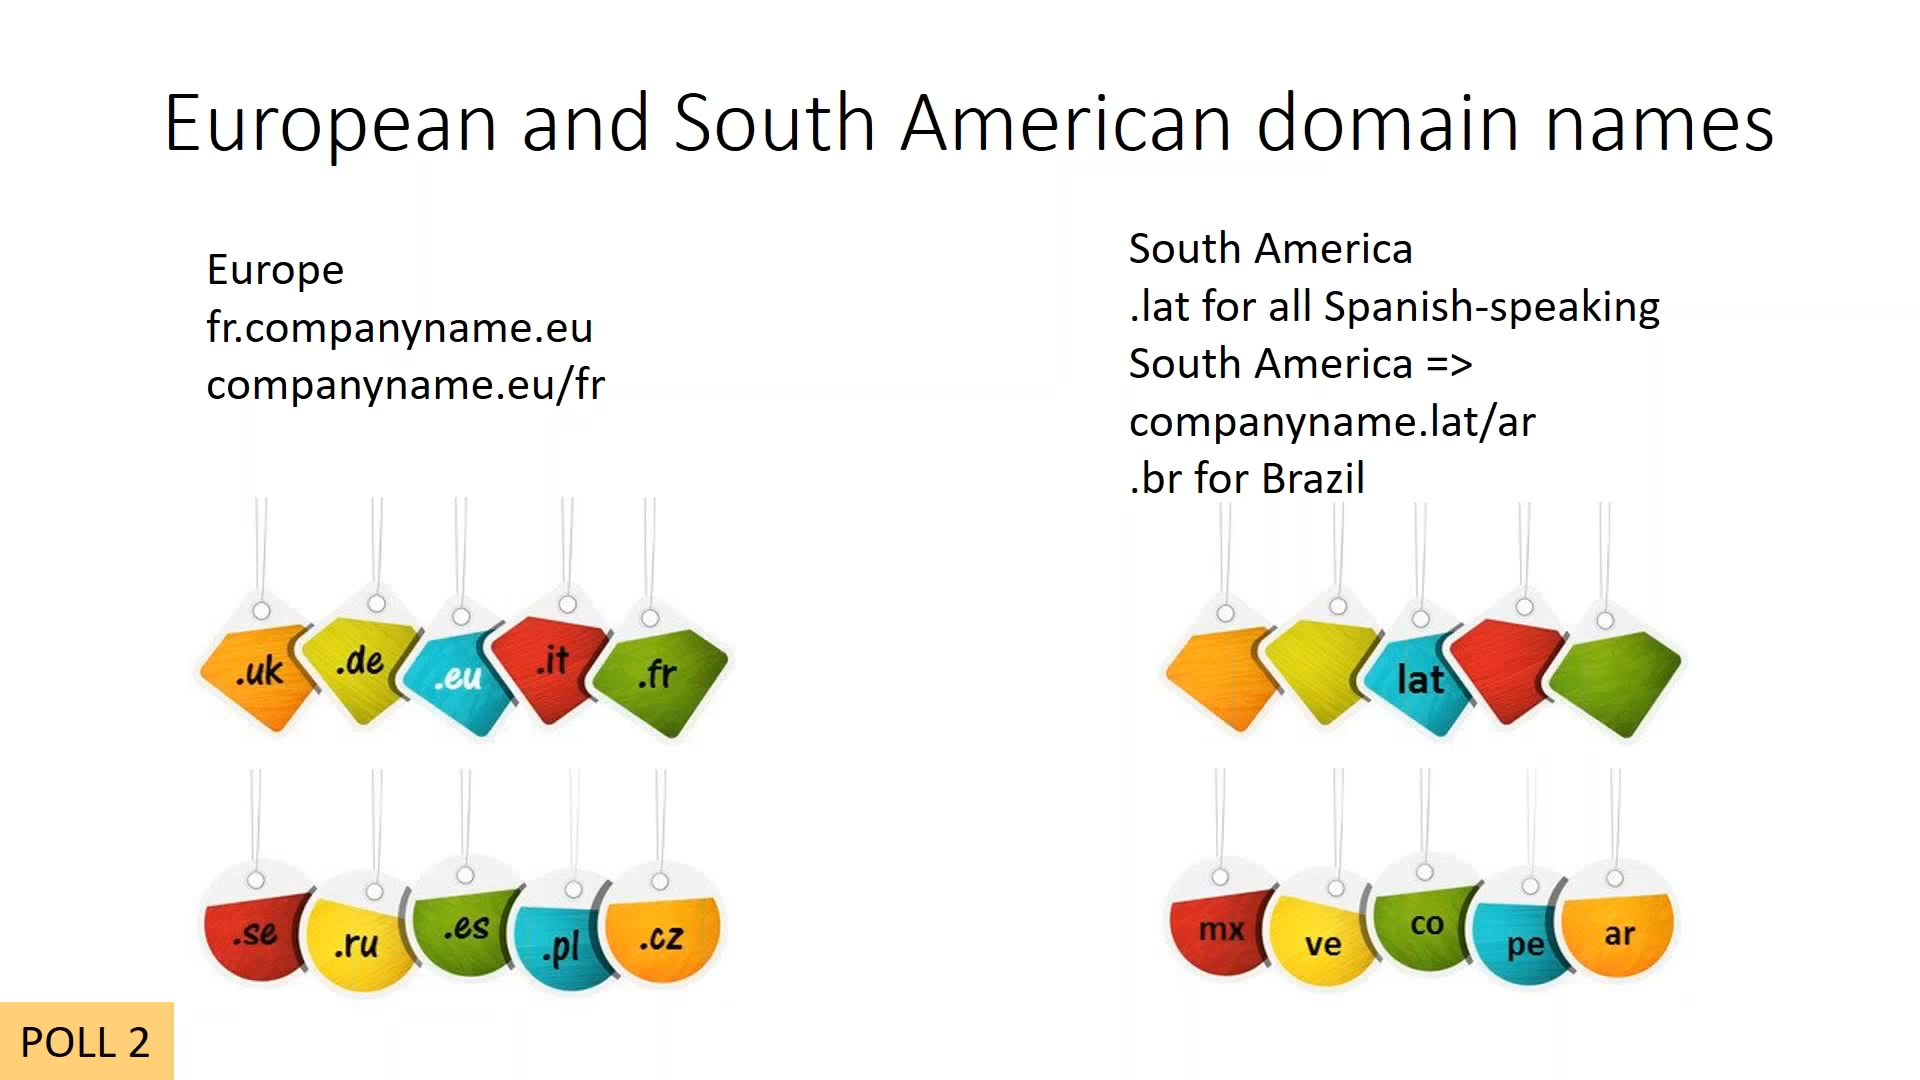 European and South American domain names
Europe
fr.companyname.eu
companyname.eu/fr
South America
.lat for all Spanish-speaking
South America =>
companyname.lat/ar
.br for Brazil
.uk
.de
.eu
.it
.fr
lat
.se
.ru
.es
.pl
.cz
mx
ve
co
pe
ar
POLL 2